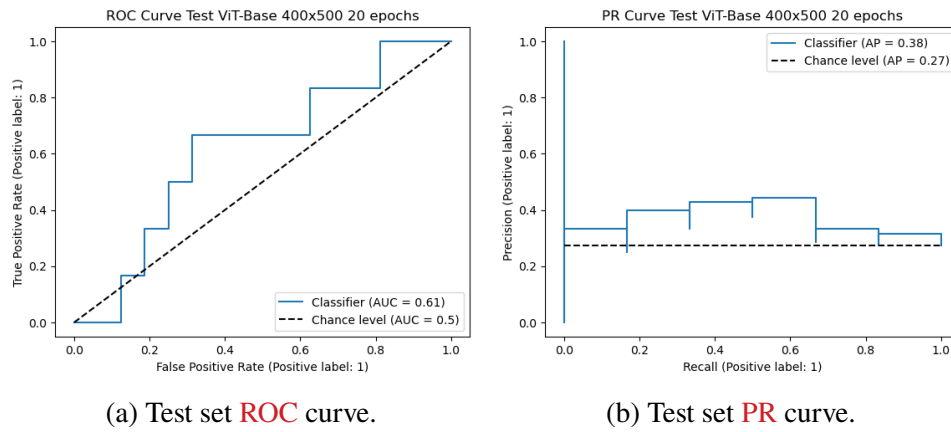 ROC Curve Test ViT-Base 400x500 20 epochs
True Positive Rate (Positive label: 1)
1.0
0.8
0.6
0.4
0.2
0.0
Classifier (AUC = 0.61)
Chance level (AUC = 0.5)
0.0 0.2 0.4 0.6 0.8 1.0
False Positive Rate (Positive label: 1)
(a) Test set ROC curve.
PR Curve Test ViT-Base 400x500 20 epochs
Precision (Positive label: 1)
1.0
0.8
0.6
0.4
0.2
0.0
Classifier (AP = 0.38)
Chance level (AP = 0.27)
0.0 0.2 0.4 0.6 0.8 1.0
Recall (Positive label: 1)
(b) Test set PR curve.